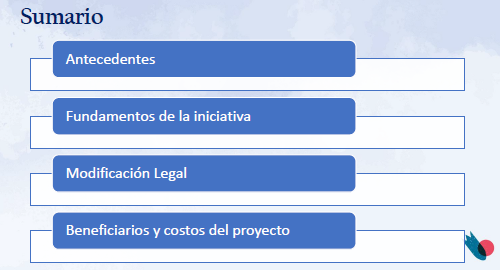 Sumario
Antecedentes
Fundamentos de la iniciativa
Modificación Legal
Beneficiarios y costos del proyecto